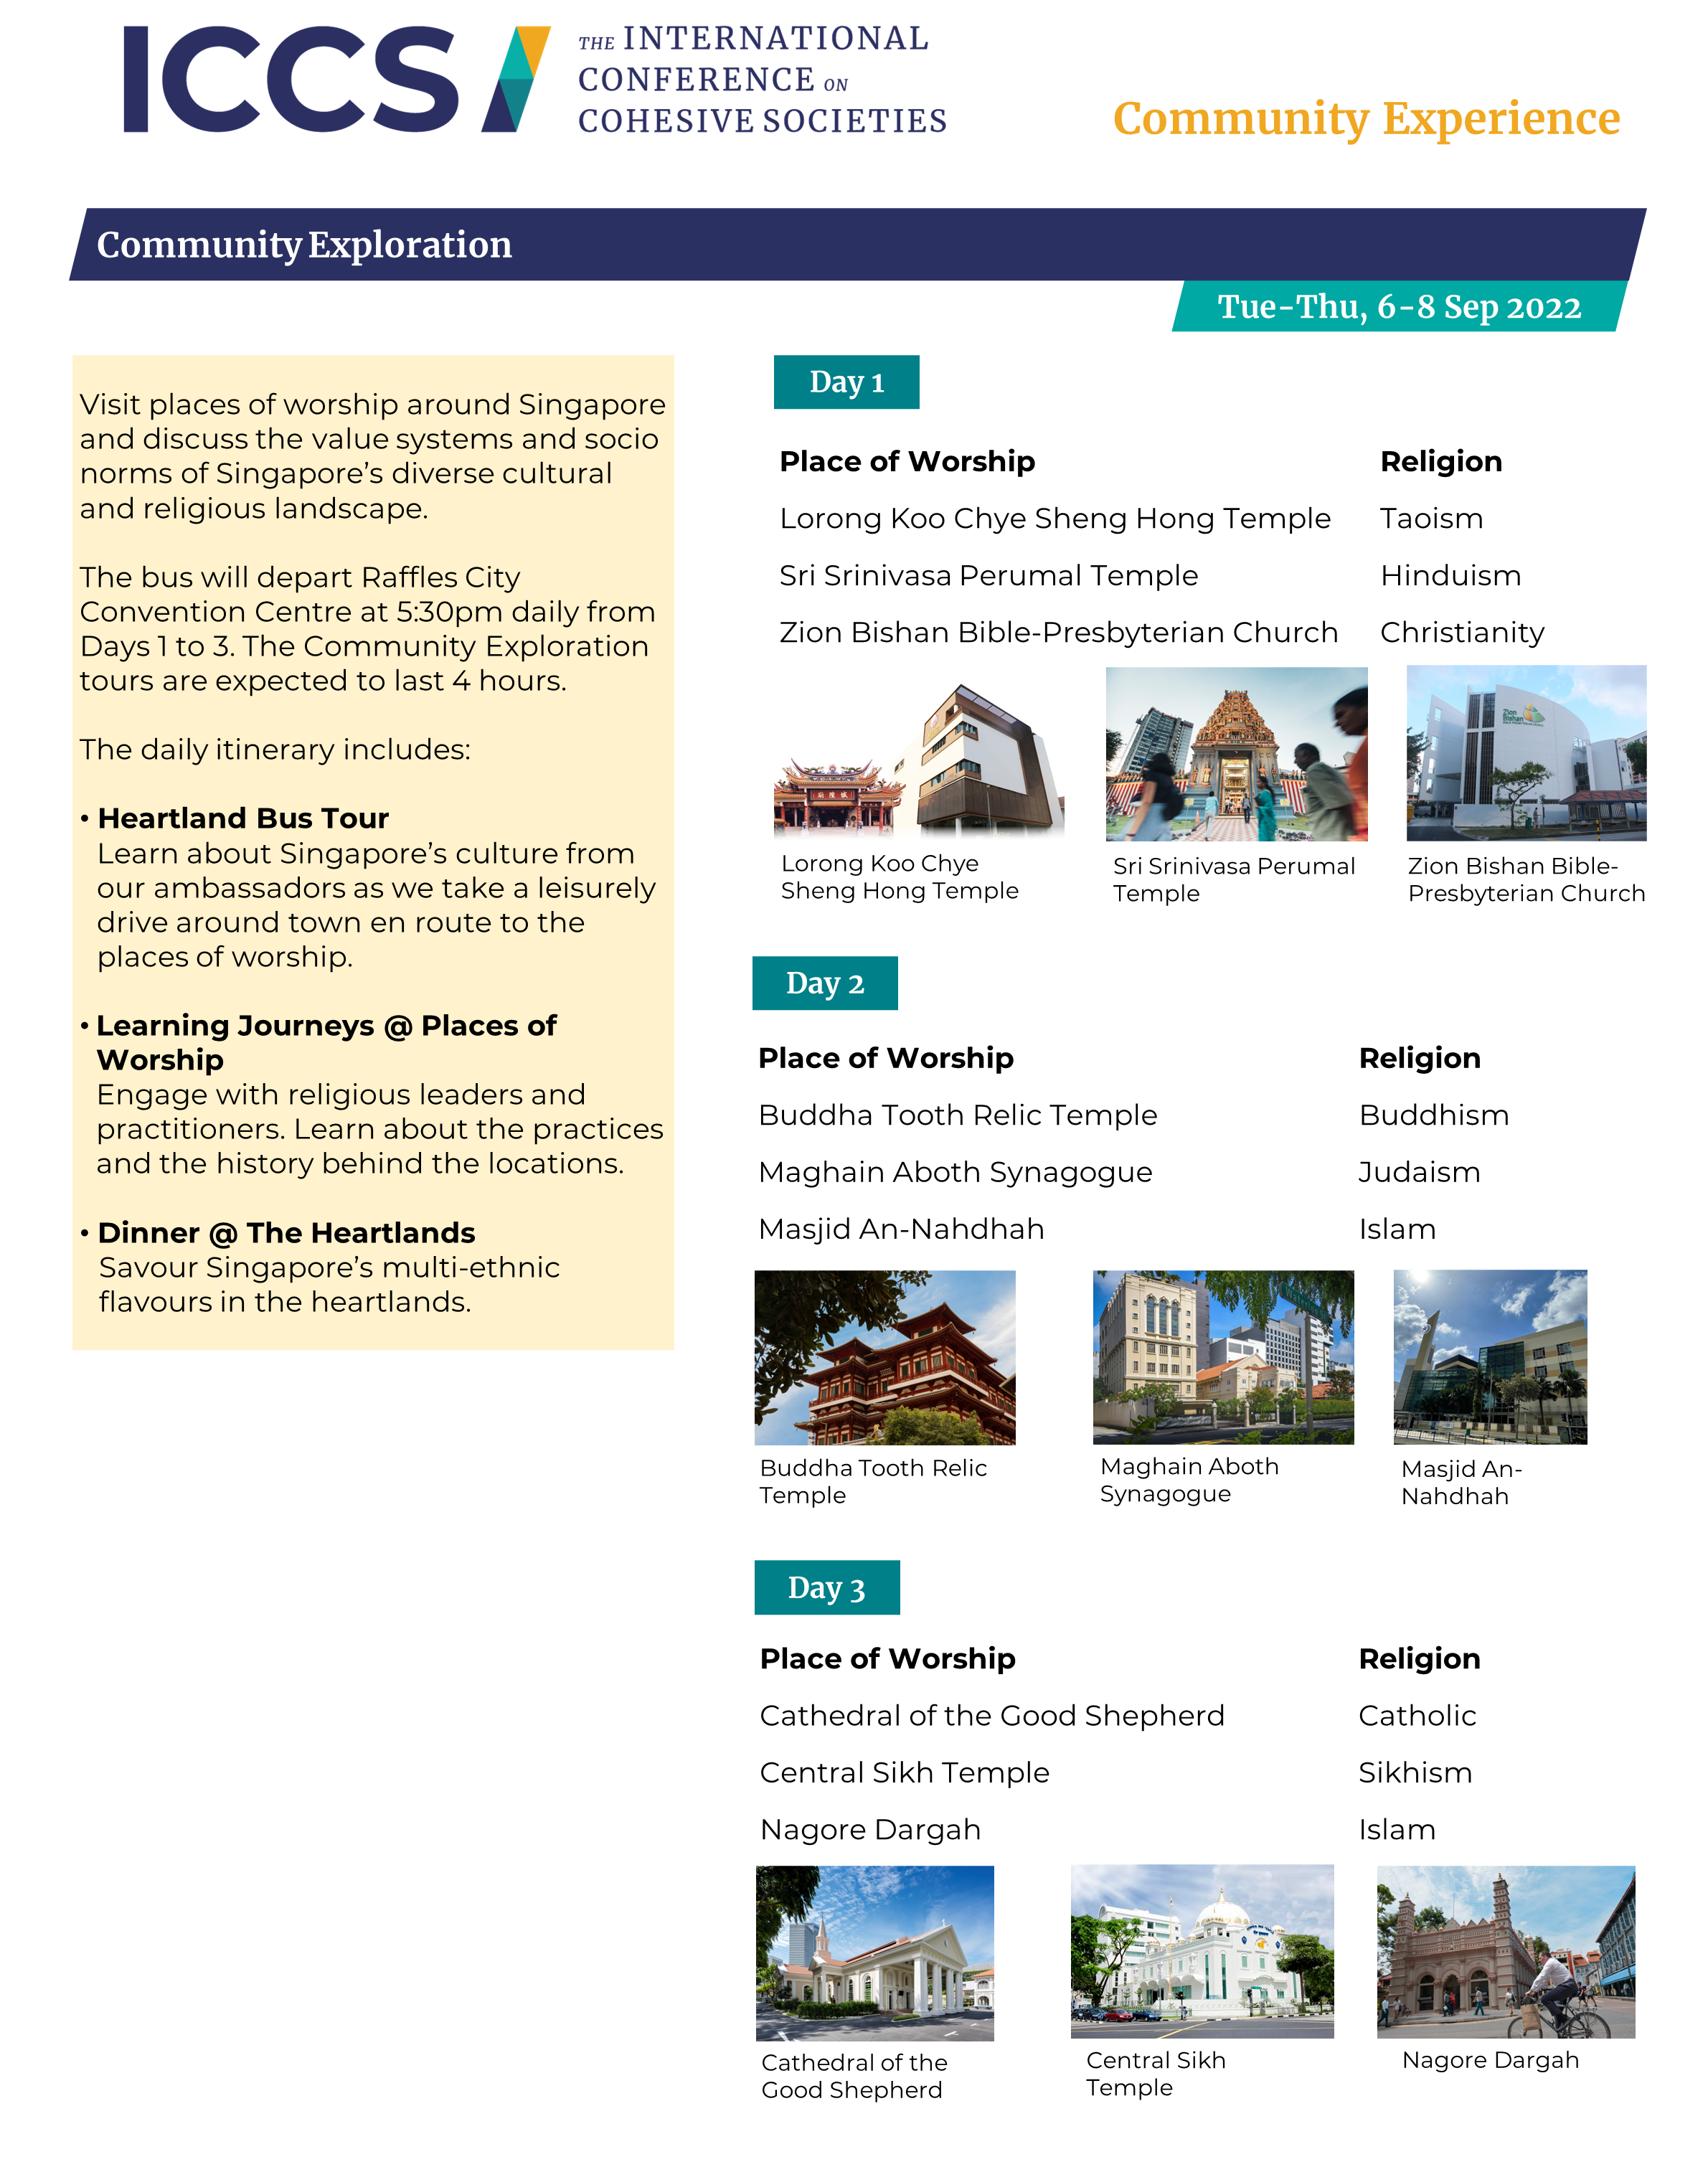 ICCS
THE INTERNATIONAL
CONFERENCE ON
COHESIVE SOCIETIES
Community Experience
Community Exploration
Tue-Thu, 6-8 Sep 2022
Visit places of worship around Singapore
and discuss the value systems and socio
norms of Singapore’s diverse cultural
and religious landscape.
The bus will depart Raffles City
Convention Centre at 5:30pm daily from
Days 1 to 3. The Community Exploration
tours are expected to last 4 hours.
The daily itinerary includes:
• Heartland Bus Tour
Learn about Singapore’s culture from
our ambassadors as we take a leisurely
drive around town en route to the
places of worship.
• Learning Journeys @ Places of
Worship
Engage with religious leaders and
practitioners. Learn about the practices
and the history behind the locations.
• Dinner @ The Heartlands
Savour Singapore’s multi-ethnic
flavours in the heartlands.
Day 1
Place of Worship Religion
Lorong Koo Chye Sheng Hong Temple Taoism
Sri Srinivasa Perumal Temple Hinduism
Zion Bishan Bible-Presbyterian Church Christianity
Zion
Bishan
Lorong Koo Chye
Sheng Hong Temple
Sri Srinivasa Perumal
Temple
Zion Bishan Bible-
Presbyterian Church
Day 2
Place of Worship Religion
Buddha Tooth Relic Temple Buddhism
Maghain Aboth Synagogue Judaism
Masjid An-Nahdhah Islam
Buddha Tooth Relic
Temple
Maghain Aboth
Synagogue
Masjid An-
Nahdhah
Day 3
Place of Worship Religion
Cathedral of the Good Shepherd Catholic
Central Sikh Temple Sikhism
Nagore Dargah Islam
Cathedral of the
Good Shepherd
Central Sikh
Temple
Nagore Dargah